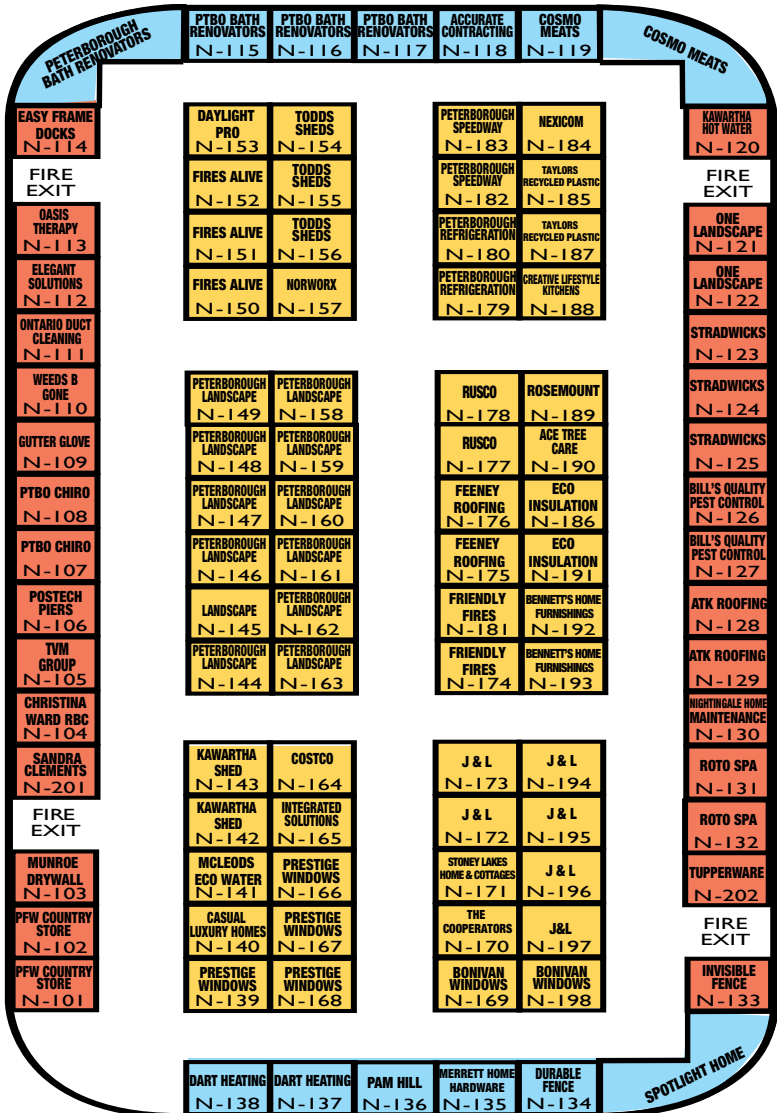 PETERBOROUGH
BATH RENOVATORS
PTBO BATH
RENOVATORS
N-115
PTBO BATH
RENOVATORS
N-116
PTBO BATH
RENOVATORS
N-117
ACCURATE
CONTRACTING
N-118
COSMO
MEATS
N-119
COSMO MEATS
EASY FRAME
DOCKS
N-114
FIRE
EXIT
OASIS
THERAPY
N-113
ELEGANT
SOLUTIONS
N-112
ONTARIO DUCT
CLEANING
N-111
WEEDS B
GONE
N-110
GUTTER GLOVE
N-109
PTBO CHIRO
N-108
PTBO CHIRO
N-107
POSTECH
PIERS
N-106
TVM
GROUP
N-105
CHRISTINA
WARD RBC
N-104
SANDRA
CLEMENTS
N-201
FIRE
EXIT
MUNROE
DRYWALL
N-103
PFW COUNTRY
STORE
N-102
PFW COUNTRY
STORE
N-101
DAYLIGHT
PRO
N-153
TODDS
SHEDS
N-154
FIRES ALIVE
N-152
TODDS
SHEDS
N-155
FIRES ALIVE
N-151
TODDS
SHEDS
N-156
FIRES ALIVE
N-150
NORWORX
N-157
PETERBOROUGH
LANDSCAPE
N-149
PETERBOROUGH
LANDSCAPE
N-158
PETERBOROUGH
LANDSCAPE
N-148
PETERBOROUGH
LANDSCAPE
N-159
PETERBOROUGH
LANDSCAPE
N-147
PETERBOROUGH
LANDSCAPE
N-160
PETERBOROUGH
LANDSCAPE
N-146
PETERBOROUGH
LANDSCAPE
N-161
LANDSCAPE
N-145
PETERBOROUGH
LANDSCAPE
N-162
PETERBOROUGH
LANDSCAPE
N-144
PETERBOROUGH
LANDSCAPE
N-163
KAWARTHA
SHED
N-143
COSTCO
N-164
KAWARTHA
SHED
N-142
INTEGRATED
SOLUTIONS
N-165
MCLEODS
ECO WATER
N-141
PRESTIGE
WINDOWS
N-166
CASUAL
LUXURY HOMES
N-140
PRESTIGE
WINDOWS
N-167
PRESTIGE
WINDOWS
N-139
PRESTIGE
WINDOWS
N-168
PETERBOROUGH
SPEEDWAY
N-183
NEXICOM
N-184
PETERBOROUGH
SPEEDWAY
N-182
TAYLORS
RECYCLED PLASTIC
N-185
PETERBOROUGH
REFRIGERATION
N-180
TAYLORS
RECYCLED PLASTIC
N-187
PETERBOROUGH
REFRIGERATION
N-179
CREATIVE LIFESTYLE
KITCHENS
N-188
RUSCO
N-178
ROSEMOUNT
N-189
RUSCO
N-177
ACE TREE
CARE
N-190
FEENEY
ROOFING
N-176
ECO
INSULATION
N-186
FEENEY
ROOFING
N-175
ECO
INSULATION
N-191
FRIENDLY
FIRES
N-181
BENNETT'S HOME
FURNISHINGS
N-192
FRIENDLY
FIRES
N-174
BENNETT'S HOME
FURNISHINGS
N-193
J & L
N-173
J & L
N-194
J & L
N-172
J & L
N-195
STONEY LAKES
HOME & COTTAGES
N-171
J & L
N-196
THE
COOPERATORS
N-170
J&L
N-197
BONIVAN
WINDOWS
N-169
BONIVAN
WINDOWS
N-198
KAWARTHA
HOT WATER
N-120
FIRE
EXIT
ONE
LANDSCAPE
N-121
ONE
LANDSCAPE
N-122
STRADWICKS
N-123
STRADWICKS
N-124
STRADWICKS
N-125
BILL'S QUALITY
PEST CONTROL
N-126
BILL'S QUALITY
PEST CONTROL
N-127
ATK ROOFING
N-128
ATK ROOFING
N-129
NIGHTINGALE HOME
MAINTENANCE
N-130
ROTO SPA
N-131
ROTO SPA
N-132
TUPPERWARE
N-202
FIRE
EXIT
INVISIBLE
FENCE
N-133
DART HEATING
N-138
DART HEATING
N-137
PAM HILL
N-136
MERRETT HOME
HARDWARE
N-135
DURABLE
FENCE
N-134
SPOTLIGHT HOME